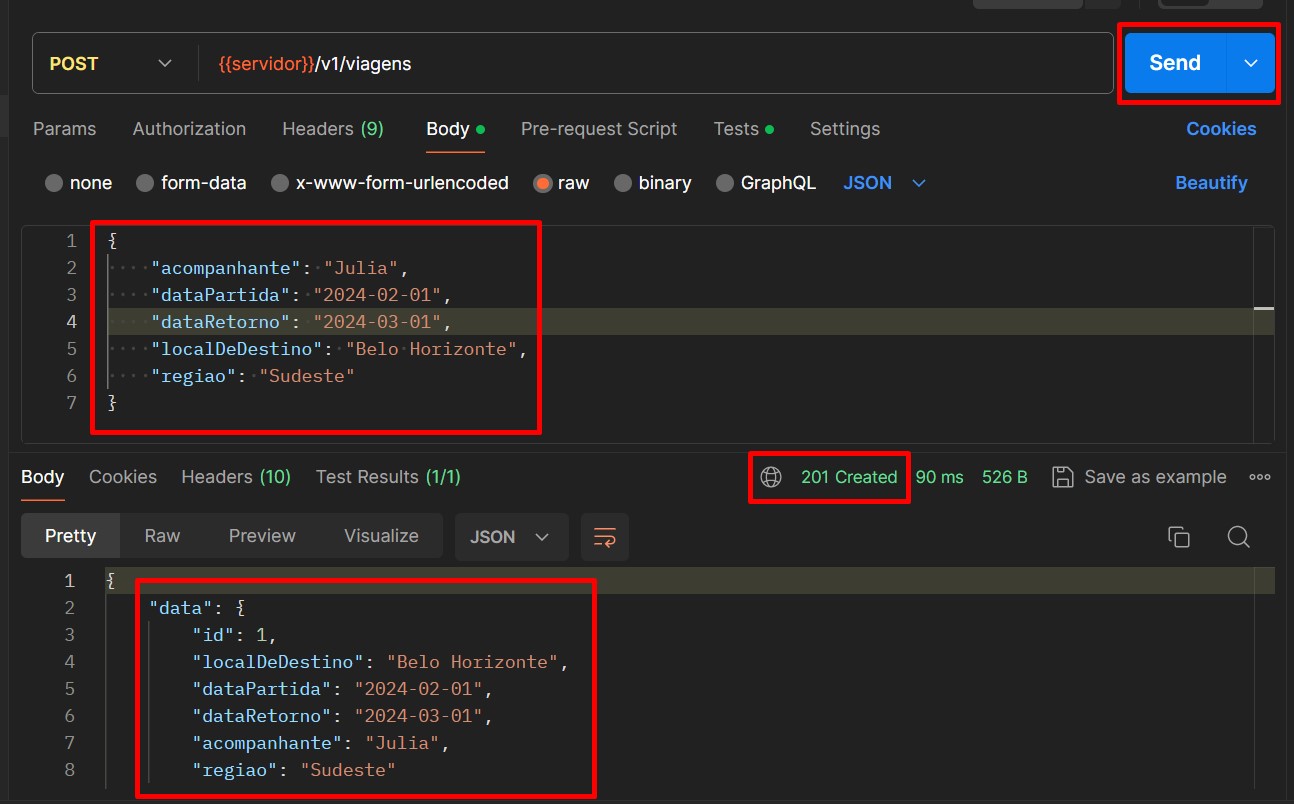 POST {{servidor}}/v1/viagens Send
Params Authorization Headers (9) Body Pre-request Script Tests Settings Cookies
none form-data x-www-form-urlencoded raw binary GraphQL JSON Beautify
1 {
2 ····"acompanhante":·"Julia",
3 ····"dataPartida":·"2024-02-01",
4 ····"dataRetorno":·"2024-03-01",
5 ····"localDeDestino":·"Belo·Horizonte",
6 ····"regiao":·"Sudeste"
7 }
Body Cookies Headers (10) Test Results (1/1) 201 Created 90 ms 526 B Save as example
Pretty Raw Preview Visualize JSON
1 {
2 "data": {
3 "id": 1,
4 "localDeDestino": "Belo Horizonte",
5 "dataPartida": "2024-02-01",
6 "dataRetorno": "2024-03-01",
7 "acompanhante": "Julia",
8 "regiao": "Sudeste"